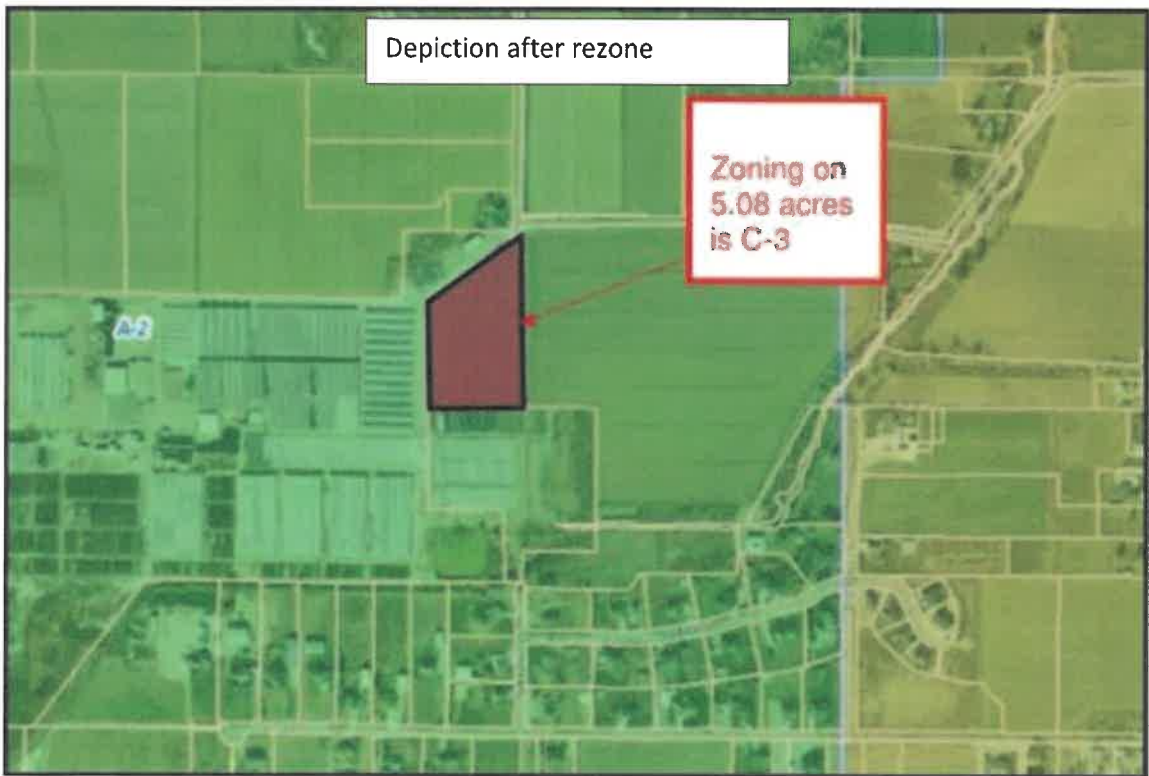 Depiction after rezone
Zoning on
5.08 acres
is C-3
A-2